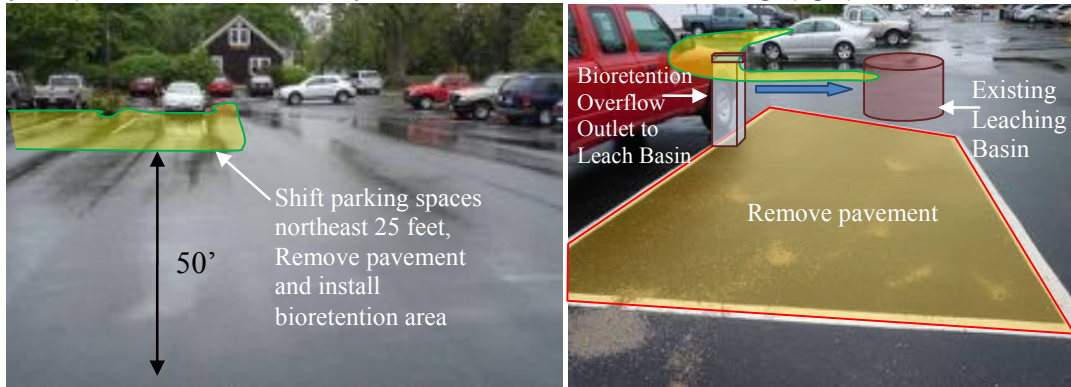 Shift parking spaces
northeast 25 feet,
Remove pavement
and install
bioretention area
50’
Bioretention
Overflow
Outlet to
Leach Basin
Existing
Leaching
Basin
Remove pavement